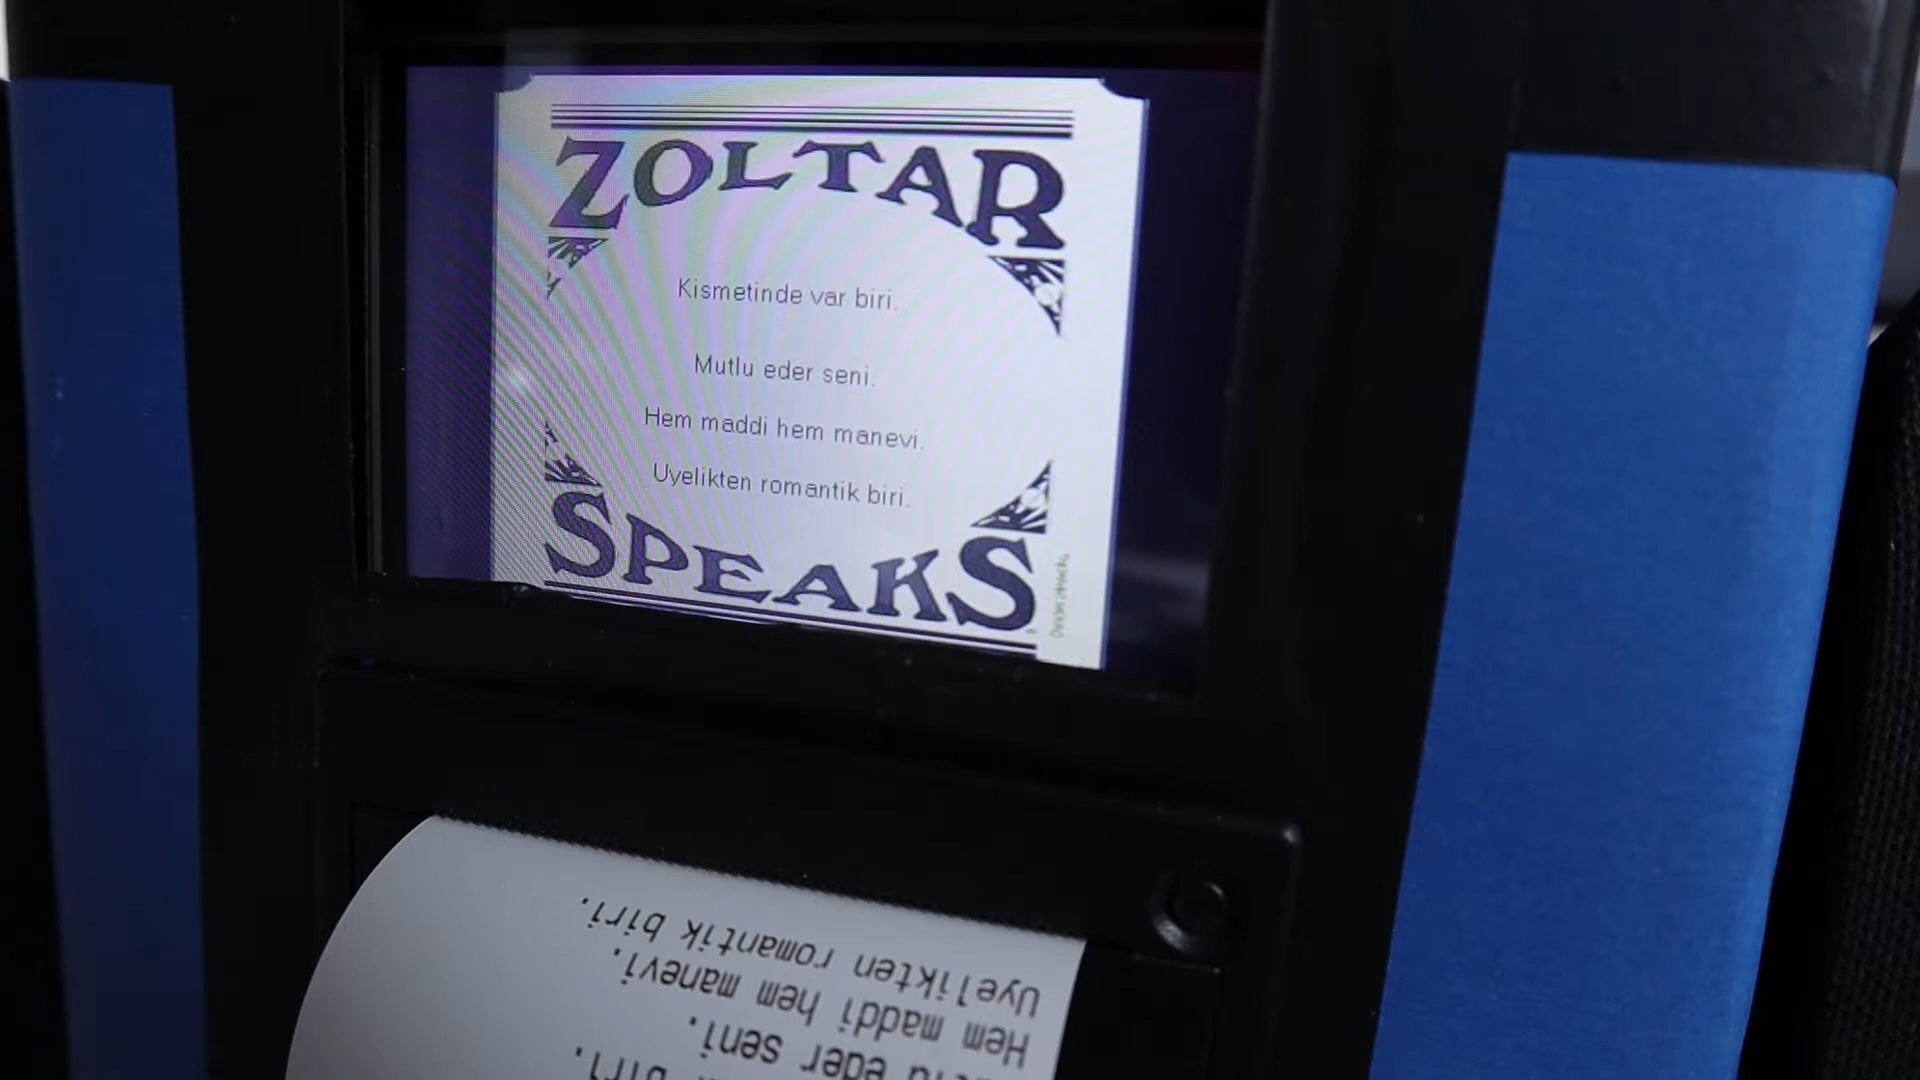 ZOLTAR
Kismetinde var biri.
Mutlu eder seni.
Hem maddi hem manevi.
Uyelikten romantik biri.
SPEAKS
Uyelikten romantik biri.
Hem maddi hem manevi.
eder seni.
biri.